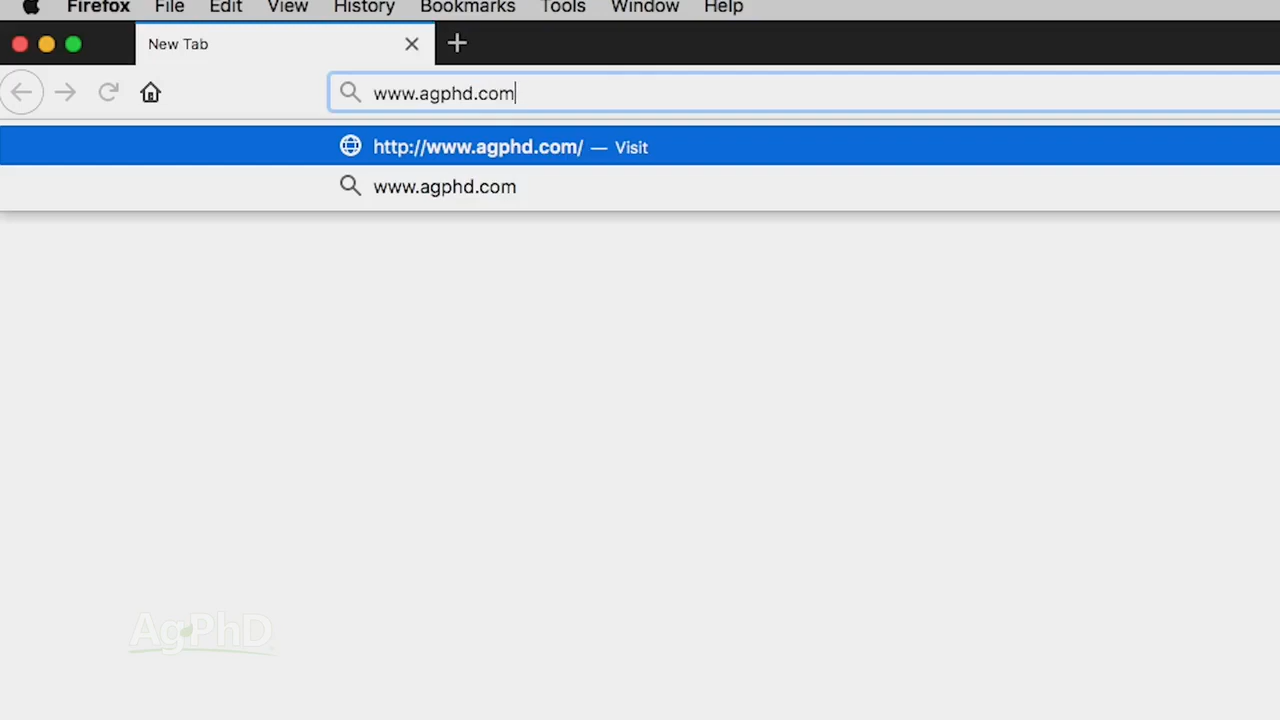 Firefox File Edit View History Bookmarks Tools Window Help
New Tab
www.agphd.com
http://www.agphd.com/ — Visit
www.agphd.com
AgPhD